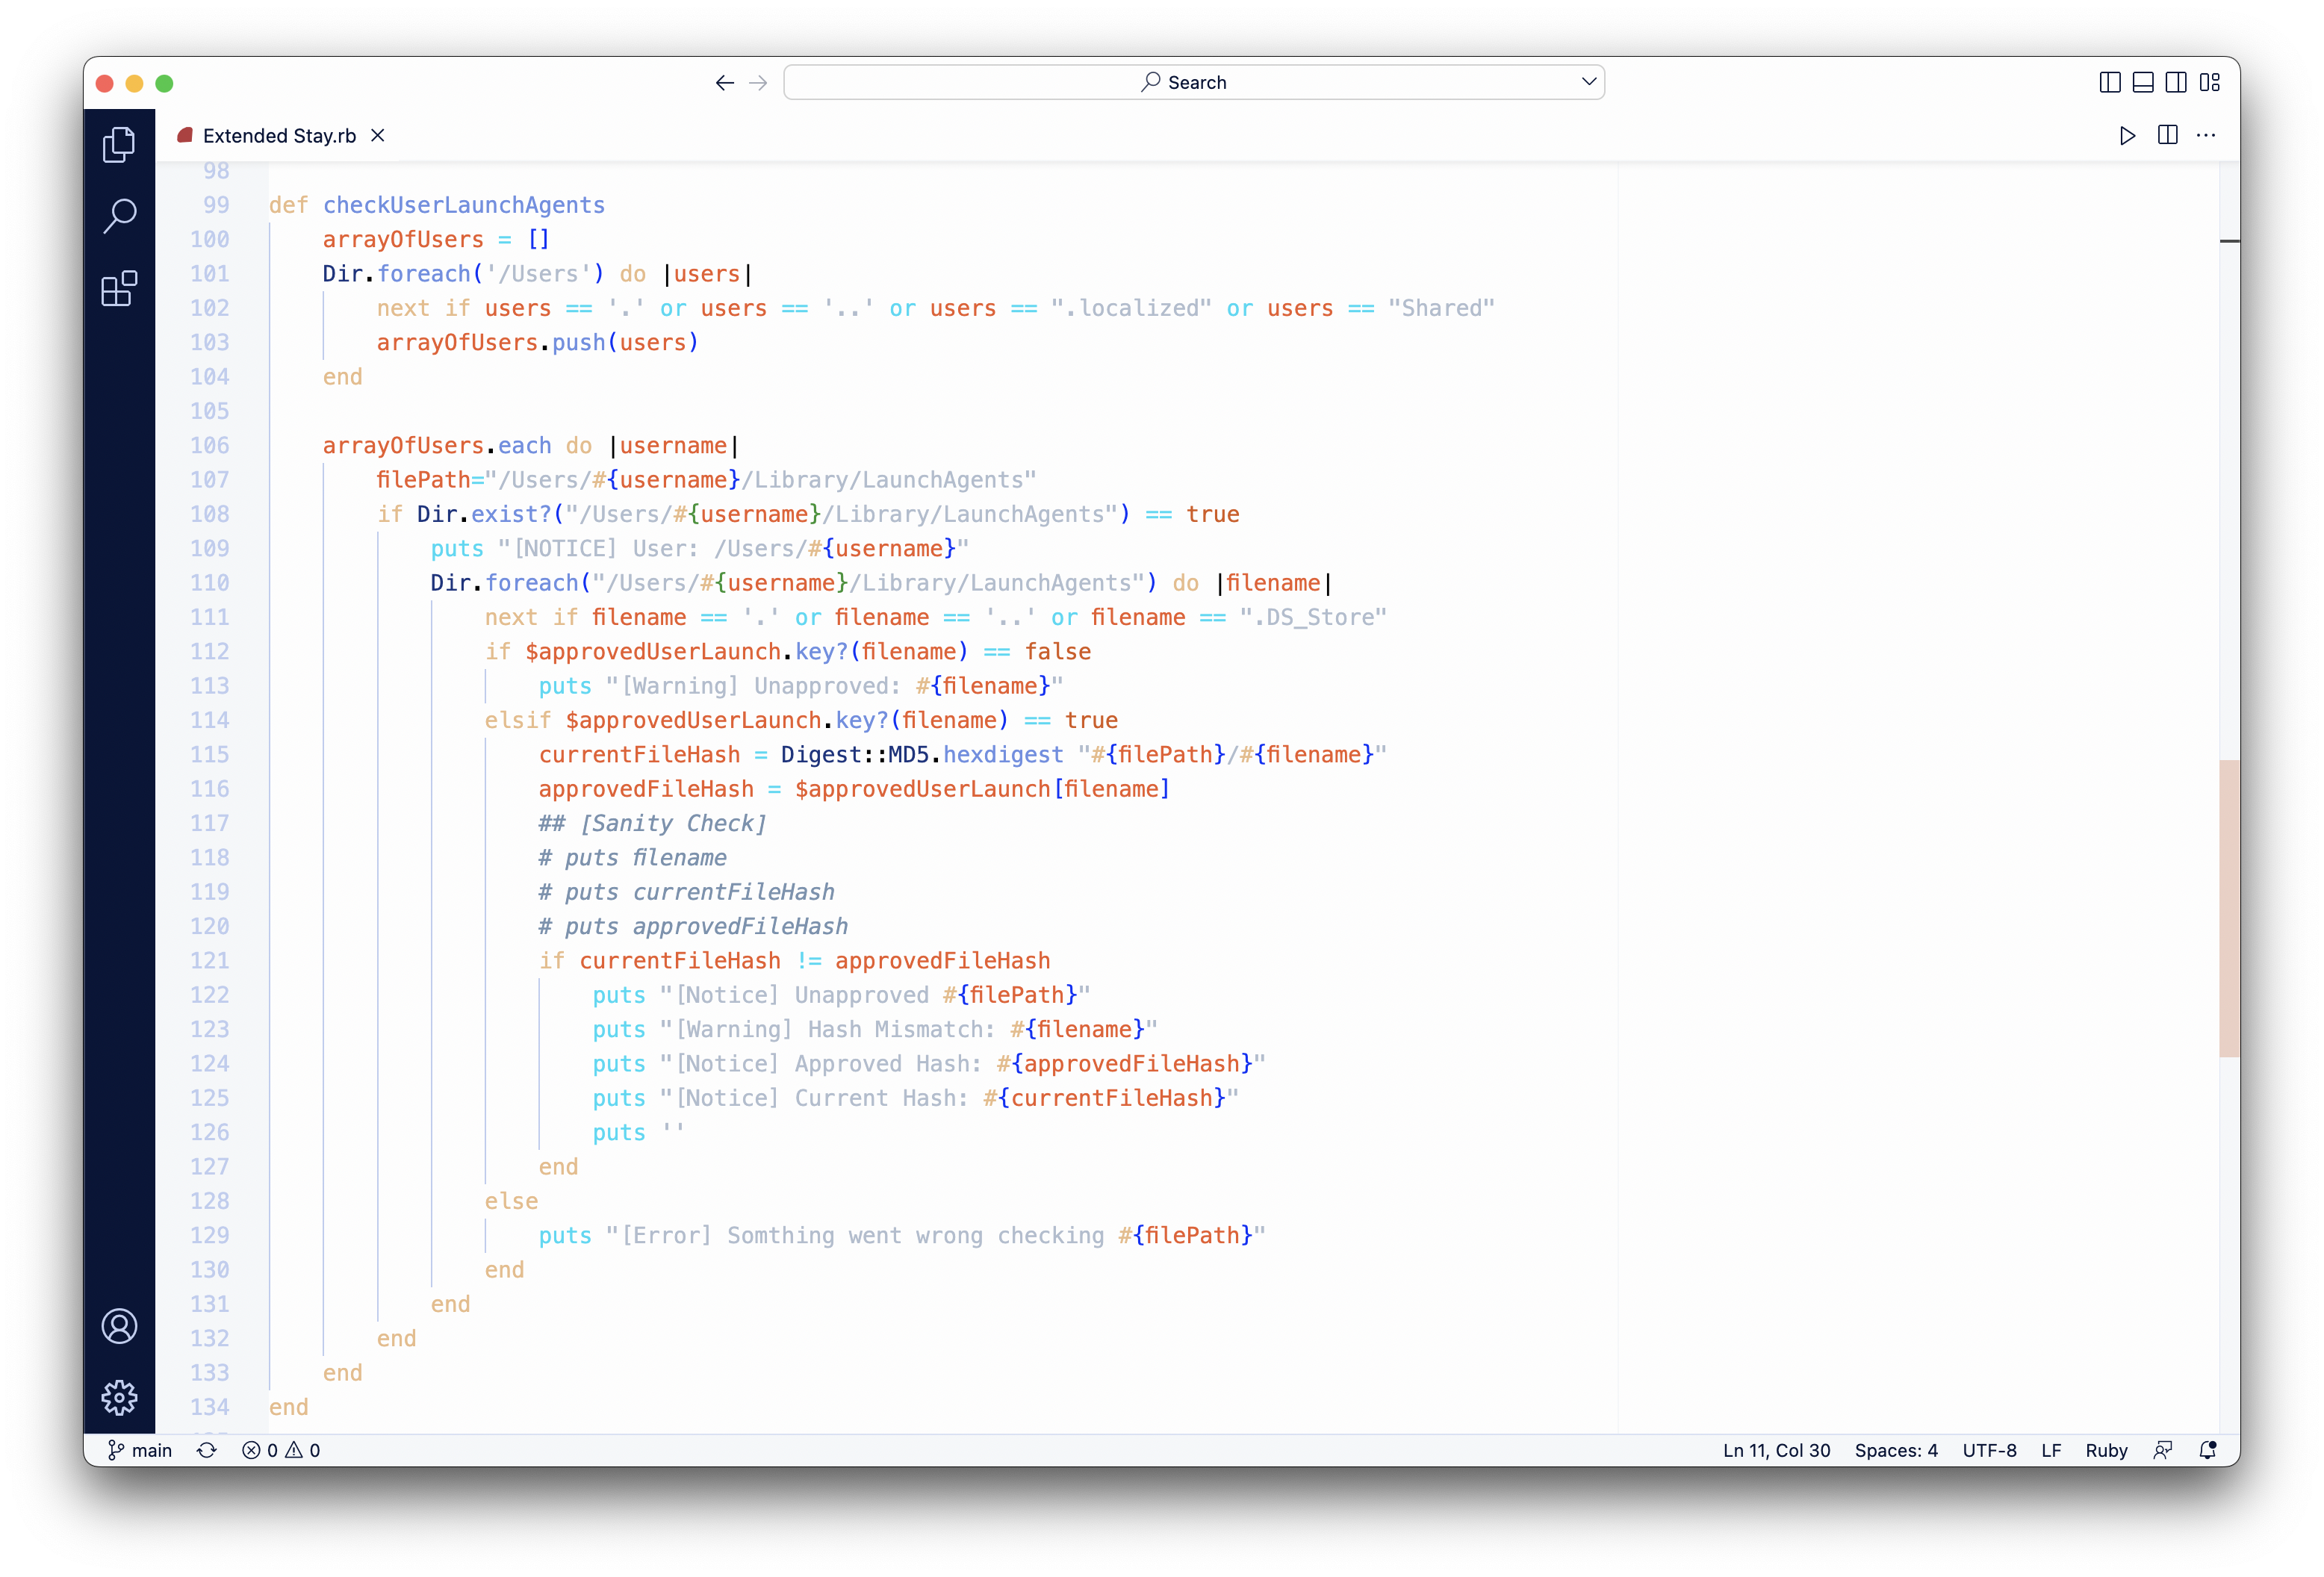 Search
Extended Stay.rb
98
99 def checkUserLaunchAgents
100     arrayOfUsers = []
101     Dir.foreach('/Users') do |users|
102         next if users == '.' or users == '..' or users == ".localized" or users == "Shared"
103         arrayOfUsers.push(users)
104     end
105
106     arrayOfUsers.each do |username|
107         filePath="/Users/#{username}/Library/LaunchAgents"
108         if Dir.exist?("/Users/#{username}/Library/LaunchAgents") == true
109             puts "[NOTICE] User: /Users/#{username}"
110             Dir.foreach("/Users/#{username}/Library/LaunchAgents") do |filename|
111                 next if filename == '.' or filename == '..' or filename == ".DS_Store"
112                 if $approvedUserLaunch.key?(filename) == false
113                     puts "[Warning] Unapproved: #{filename}"
114                 elsif $approvedUserLaunch.key?(filename) == true
115                     currentFileHash = Digest::MD5.hexdigest "#{filePath}/#{filename}"
116                     approvedFileHash = $approvedUserLaunch[filename]
117                     ## [Sanity Check]
118                     # puts filename
119                     # puts currentFileHash
120                     # puts approvedFileHash
121                     if currentFileHash != approvedFileHash
122                         puts "[Notice] Unapproved #{filePath}"
123                         puts "[Warning] Hash Mismatch: #{filename}"
124                         puts "[Notice] Approved Hash: #{approvedFileHash}"
125                         puts "[Notice] Current Hash: #{currentFileHash}"
126                         puts ''
127                     end
128                 else
129                     puts "[Error] Somthing went wrong checking #{filePath}"
130                 end
131             end
132         end
133     end
134 end
main 0 0 Ln 11, Col 30 Spaces: 4 UTF-8 LF Ruby